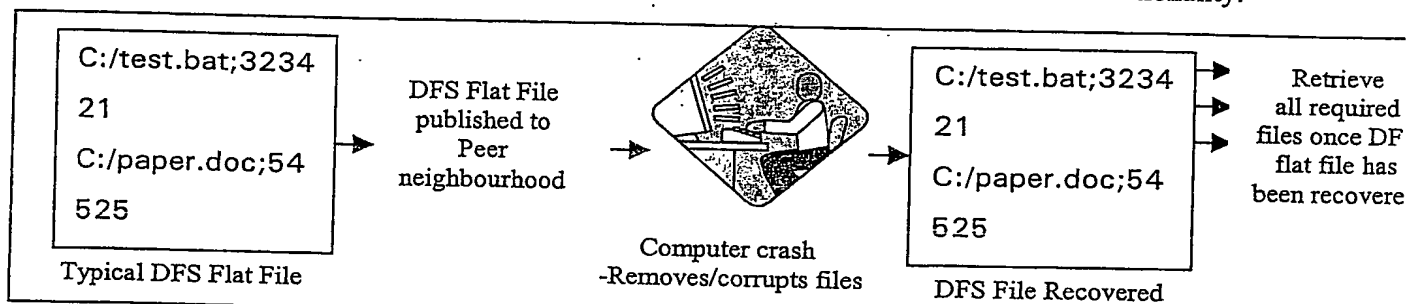 C:/test.bat;3234
21
C:/paper.doc;54
525
Typical DFS Flat File
DFS Flat File
published to
Peer
neighbourhood
Computer crash
-Removes/corrupts files
C:/test.bat;3234
21
C:/paper.doc;54
525
DFS File Recovered
Retrieve
all required
files once DF
flat file has
been recovere